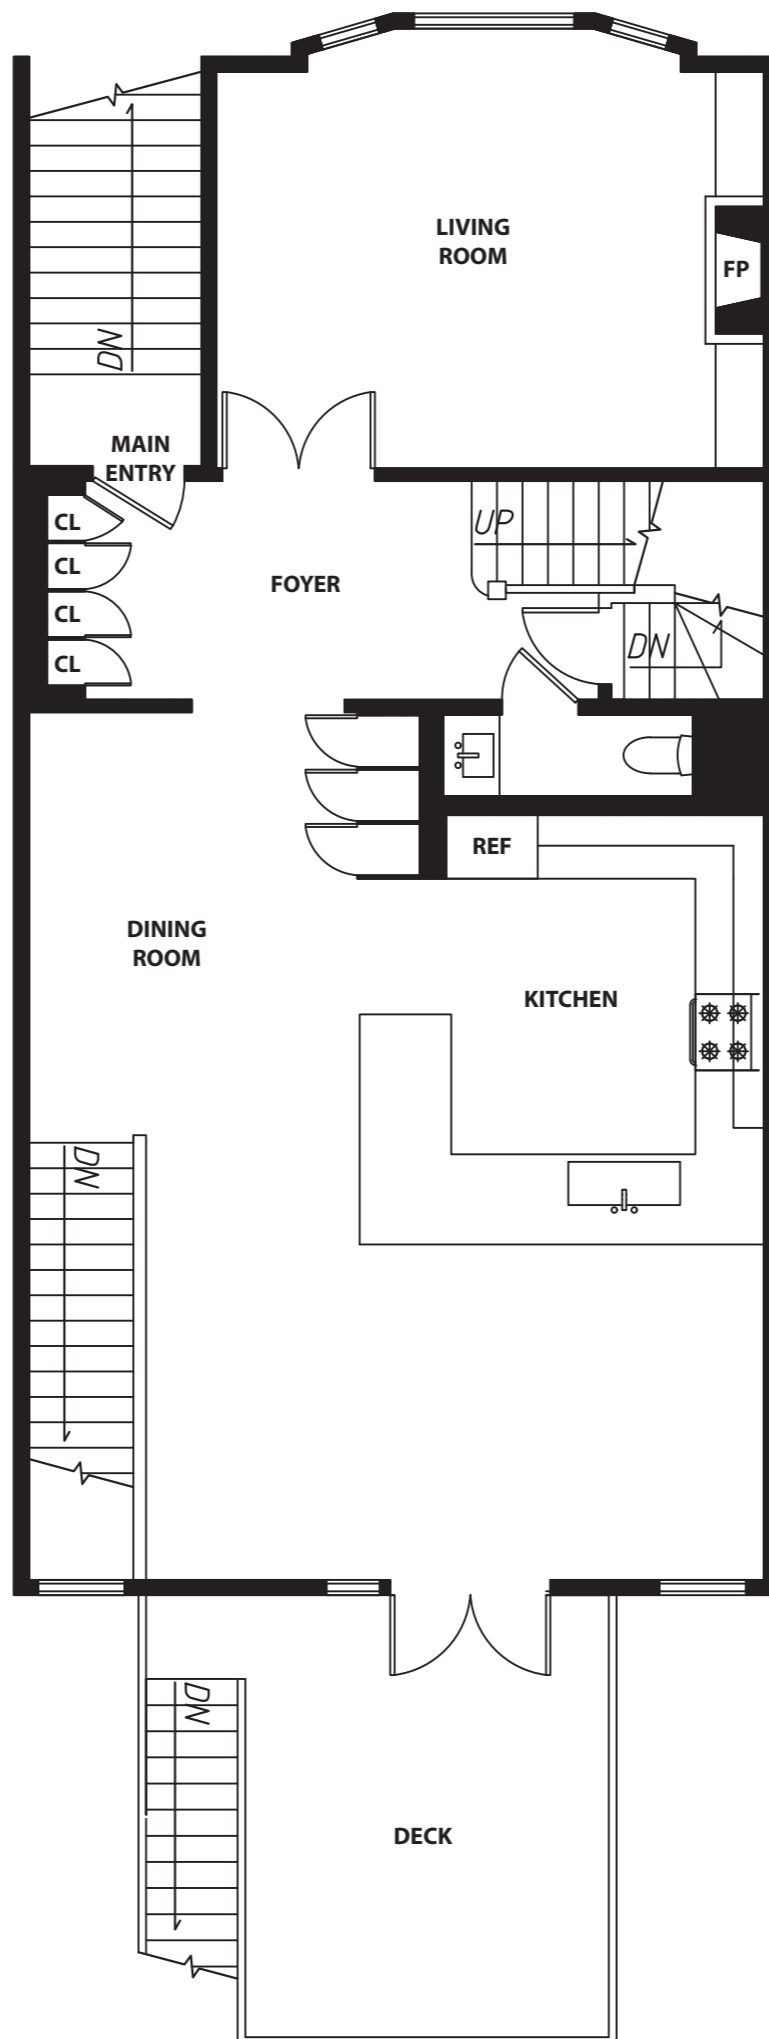 LIVING
ROOM
FP
DN
MAIN
ENTRY
CL
UP
CL
FOYER
CL
DN
CL
REF
DINING
ROOM
KITCHEN
DN
DN
DECK